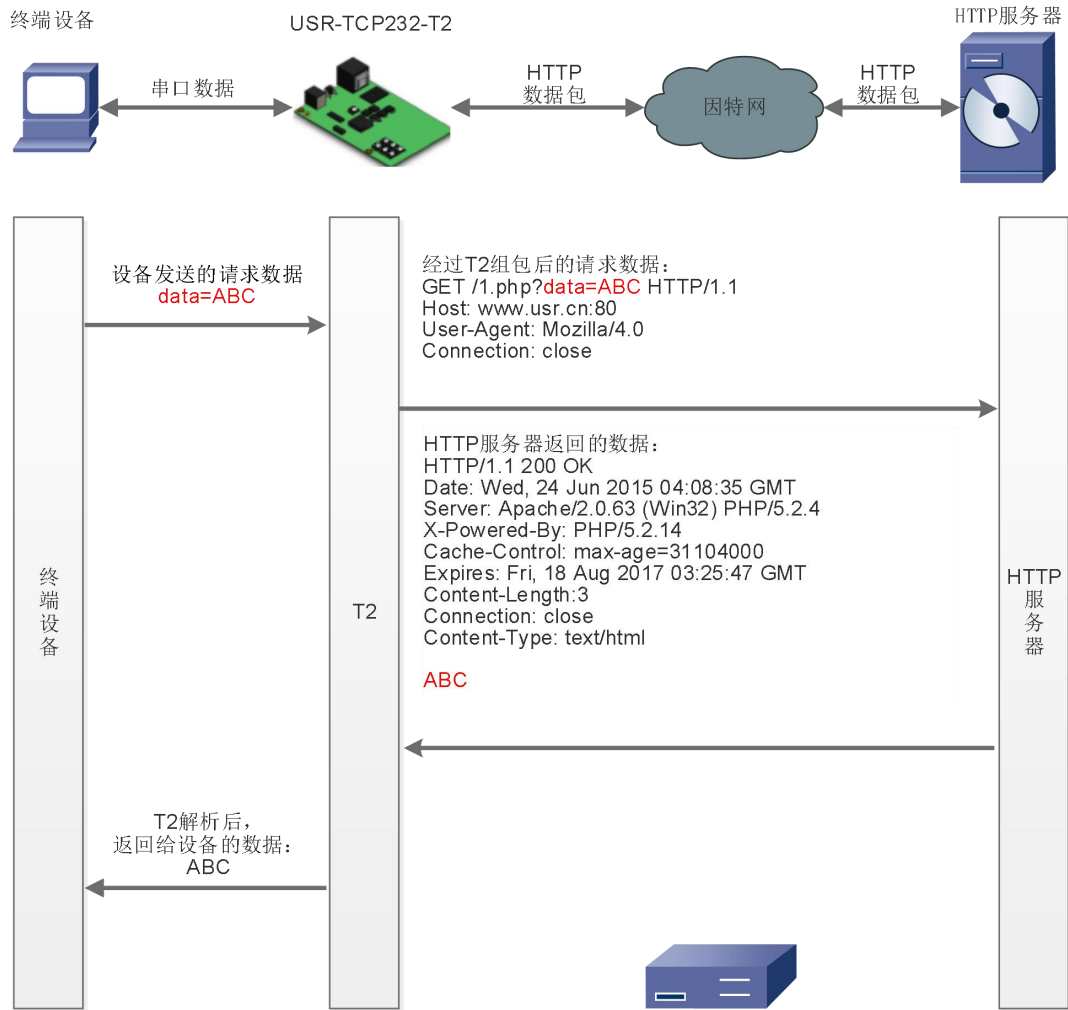 终端设备
USR-TCP232-T2
HTTP服务器
串口数据
HTTP
数据包
因特网
HTTP
数据包
设备发送的请求数据
data=ABC
经过T2组包后的请求数据：
GET /1.php?data=ABC HTTP/1.1
Host: www.usr.cn:80
User-Agent: Mozilla/4.0
Connection: close
HTTP服务器返回的数据：
HTTP/1.1 200 OK
Date: Wed, 24 Jun 2015 04:08:35 GMT
Server: Apache/2.0.63 (Win32) PHP/5.2.4
X-Powered-By: PHP/5.2.14
Cache-Control: max-age=31104000
Expires: Fri, 18 Aug 2017 03:25:47 GMT
Content-Length:3
Connection: close
Content-Type: text/html
ABC
终
端
设
备
T2
HTTP
服
务
器
T2解析后，
返回给设备的数据：
ABC